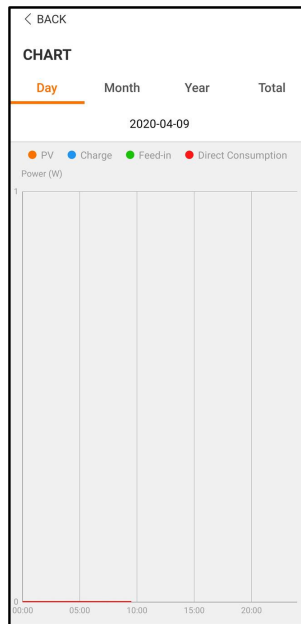 < BACK
CHART
Day Month Year Total
2020-04-09
PV Charge Feed-in Direct Consumption
Power (W)
1
0
00:00 05:00 10:00 15:00 20:00